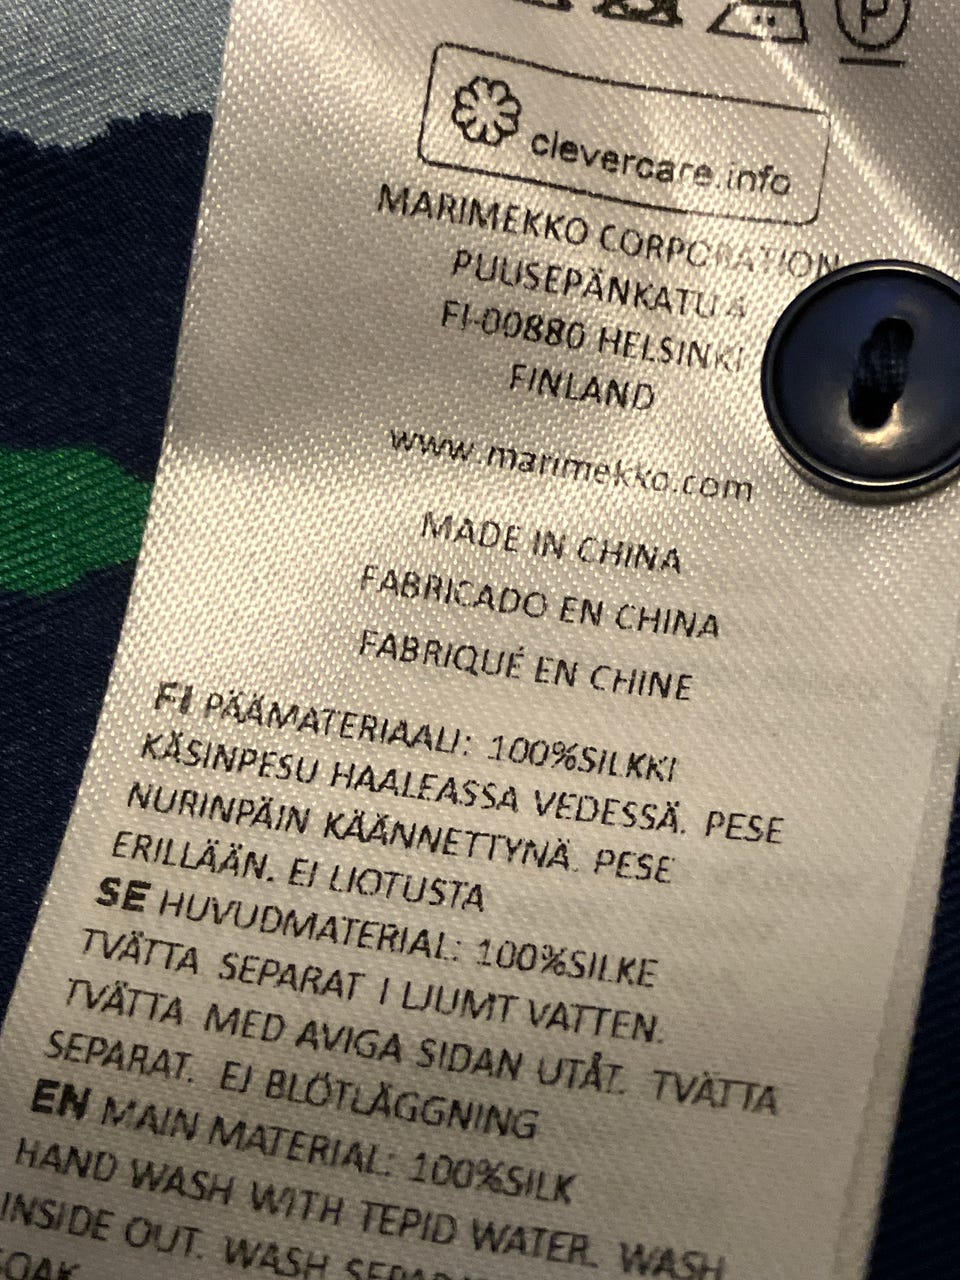 P
clevercare.info
MARIMEKKO CORPORATION
PUUSEPÄNKATU 4
FI-00880 HELSINKI
FINLAND
www.marimekko.com
MADE IN CHINA
FABRICADO EN CHINA
FABRIQUÉ EN CHINE
FI PÄÄMATERIAALI: 100%SILKKI
KÄSINPESU HAALEASSA VEDESSÄ. PESE
NURINPÄIN KÄÄNNETTYNÄ. PESE
ERILLÄÄN. EI LIOTUSTA
SE HUVUDMATERIAL: 100%SILKE
TVÄTTA SEPARAT I LJUMT VATTEN.
TVÄTTA MED AVIGA SIDAN UTÅT. TVÄTTA
SEPARAT. EJ BLÖTLÄGGNING
EN MAIN MATERIAL: 100%SILK
HAND WASH WITH TEPID WATER. WASH
INSIDE OUT. WASH